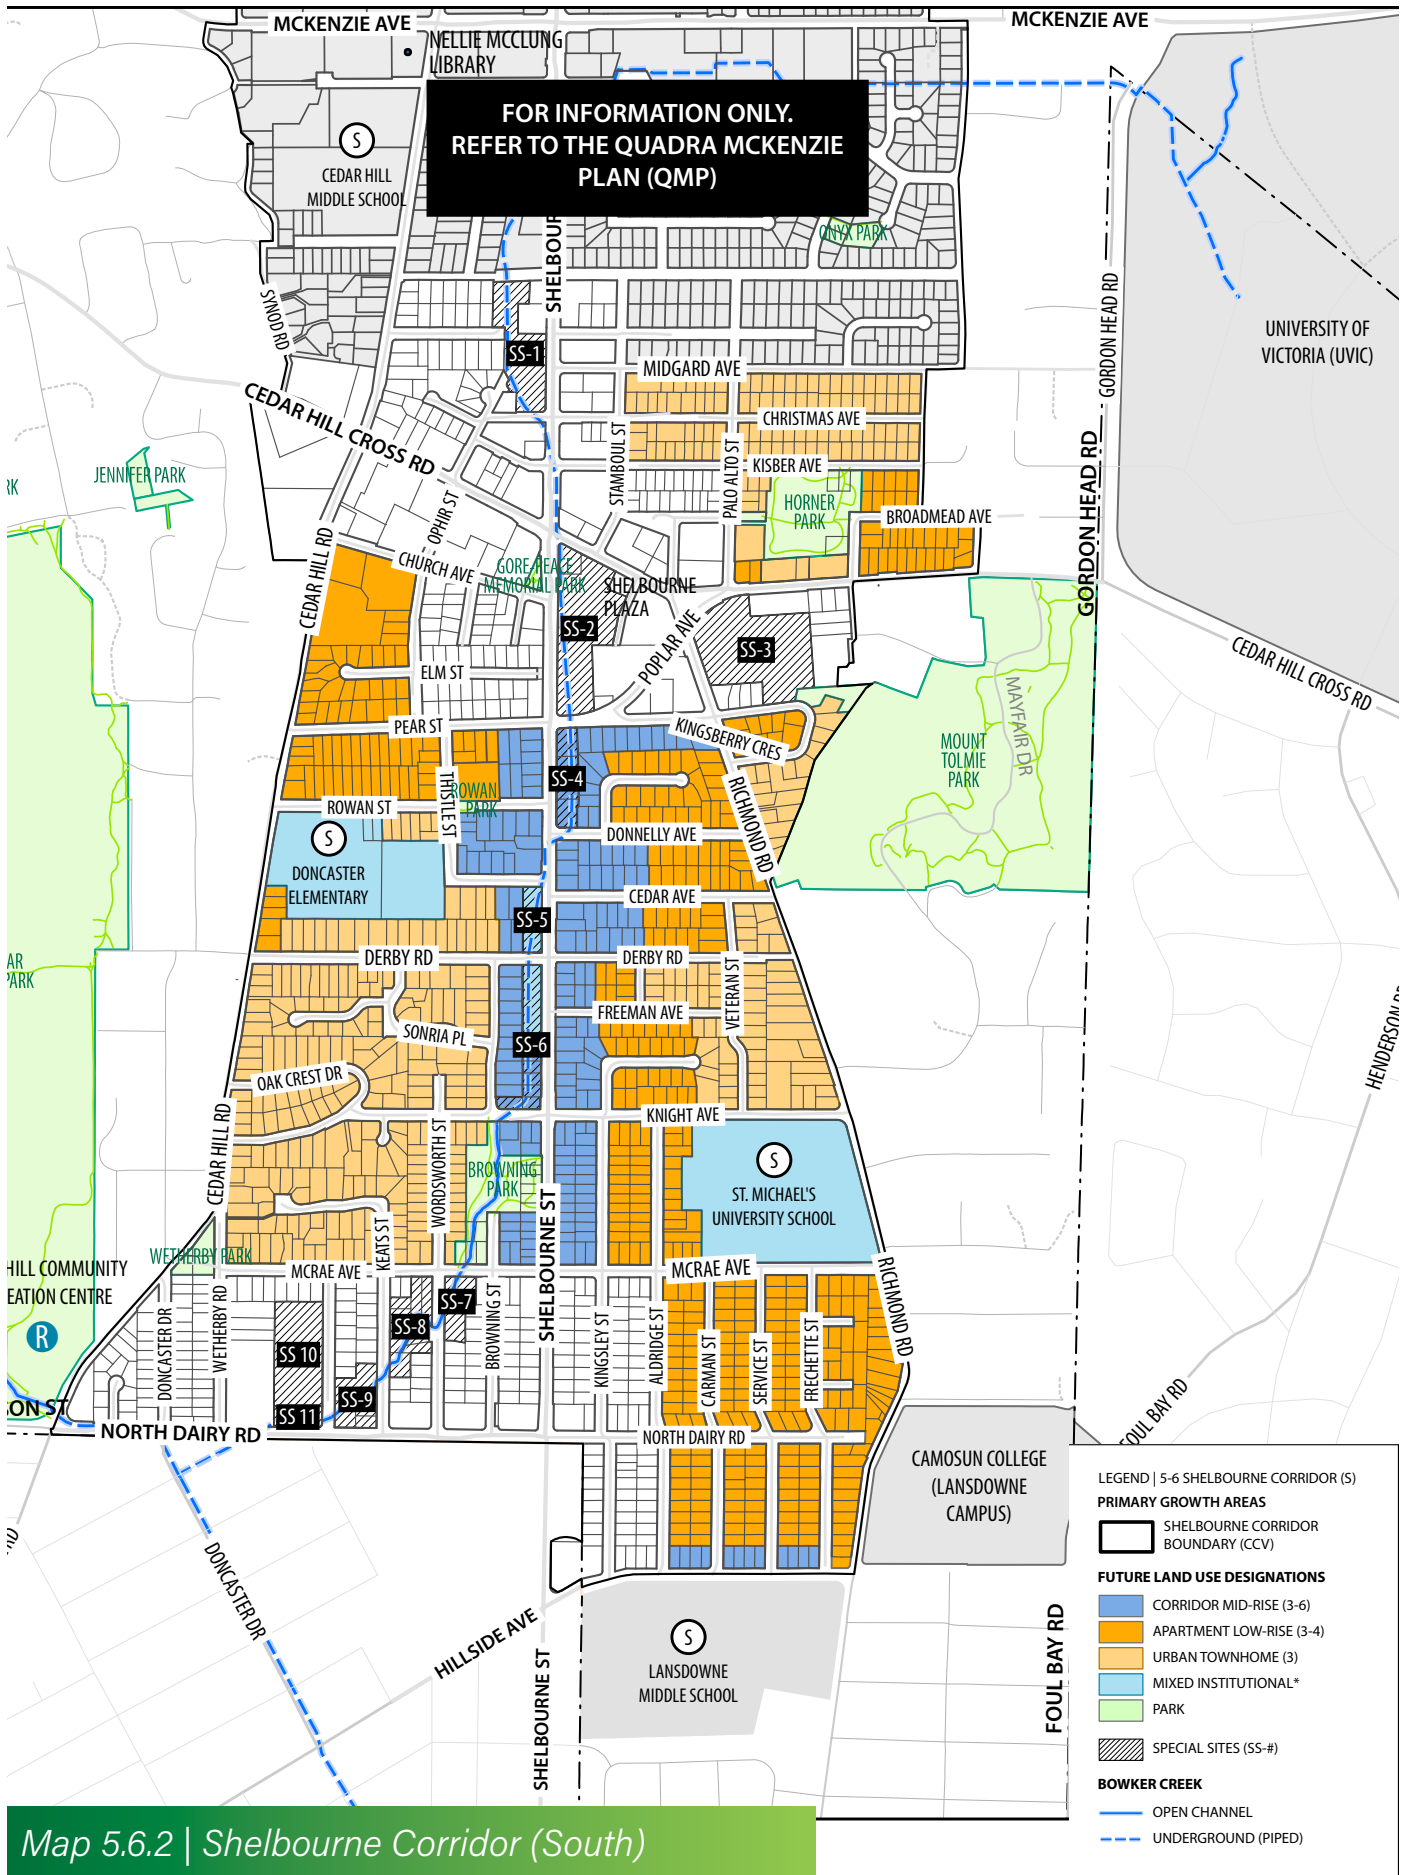 MCKENZIE AVE
MCKENZIE AVE
NELLIE MCCLUNG
LIBRARY
FOR INFORMATION ONLY.
REFER TO THE QUADRA MCKENZIE
PLAN (QMP)
S
CEDAR HILL
MIDDLE SCHOOL
SHELBOUR
ONYX PARK
SYNOD RD
GORDON HEAD RD
UNIVERSITY OF
VICTORIA (UVIC)
SS-1
MIDGARD AVE
CEDAR HILL CROSS RD
CHRISTMAS AVE
STAMBOUL ST
PALO ALTO ST
KISBER AVE
JENNIFER PARK
RK
HORNER
PARK
GORDON HEAD RD
OPHIR ST
BROADMEAD AVE
CEDAR HILL RD
CHURCH AVE
GORE PEACE
MEMORIAL PARK
SHELBOURNE
PLAZA
SS-2
POPLAR AVE
SS-3
CEDAR HILL CROSS RD
ELM ST
MAYFAIR DR
PEAR ST
KINGSBERRY CRES
MOUNT
TOLMIE
PARK
THISTLE ST
ROWAN
PARK
SS-4
RICHMOND RD
ROWAN ST
DONNELLY AVE
S
DONCASTER
ELEMENTARY
CEDAR AVE
SS-5
AR
PARK
DERBY RD
DERBY RD
VETERAN ST
FREEMAN AVE
SONRIA PL
SS-6
HENDERSON RD
OAK CREST DR
CEDAR HILL RD
KNIGHT AVE
WORDSWORTH ST
BROWNING
PARK
S
ST. MICHAEL'S
UNIVERSITY SCHOOL
SHELBOURNE ST
KEATS ST
WETHERBY PARK
HILL COMMUNITY
EATION CENTRE
R
MCRAE AVE
MCRAE AVE
RICHMOND RD
DONCASTER DR
WETHERBY RD
SS-7
SS-8
BROWNING ST
KINGSLEY ST
ALDRIDGE ST
CARMAN ST
SERVICE ST
FRECHETTE ST
SS 10
SS-9
SS 11
ON ST
NORTH DAIRY RD
NORTH DAIRY RD
FOUL BAY RD
CAMOSUN COLLEGE
(LANSDOWNE
CAMPUS)
RD
DONCASTER DR
HILLSIDE AVE
SHELBOURNE ST
S
LANSDOWNE
MIDDLE SCHOOL
FOUL BAY RD
LEGEND | 5-6 SHELBOURNE CORRIDOR (S)
PRIMARY GROWTH AREAS
SHELBOURNE CORRIDOR
BOUNDARY (CCV)
FUTURE LAND USE DESIGNATIONS
CORRIDOR MID-RISE (3-6)
APARTMENT LOW-RISE (3-4)
URBAN TOWNHOME (3)
MIXED INSTITUTIONAL*
PARK
SPECIAL SITES (SS-#)
BOWKER CREEK
OPEN CHANNEL
UNDERGROUND (PIPED)
Map 5.6.2 | Shelbourne Corridor (South)